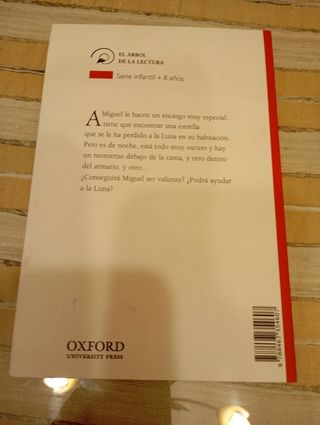 EL ÁRBOL
DE LA LECTURA
Serie infantil + 8 años
A Miguel le hacen un encargo muy especial:
tiene que encontrar una estrella
que se le ha perdido a la Luna en su habitación.
Pero es de noche, está todo muy oscuro y hay
un monstruo debajo de la cama, y otro dentro
del armario, y otro...
¿Conseguirá Miguel ser valiente? ¿Podrá ayudar
a la Luna?
OXFORD
UNIVERSITY PRESS